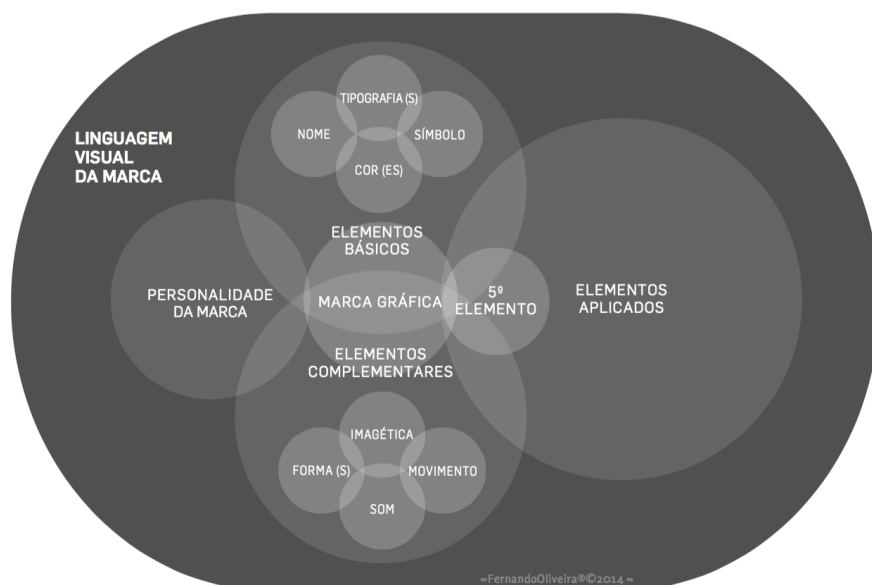 LINGUAGEM
VISUAL
DA MARCA
TIPOGRAFIA (S)
NOME
SÍMBOLO
COR (ES)
ELEMENTOS
BÁSICOS
PERSONALIDADE
DA MARCA
MARCA GRÁFICA
5º
ELEMENTO
ELEMENTOS
APLICADOS
ELEMENTOS
COMPLEMENTARES
IMAGÉTICA
FORMA (S)
MOVIMENTO
SOM
≈FernandoOliveira®©2014 ≈